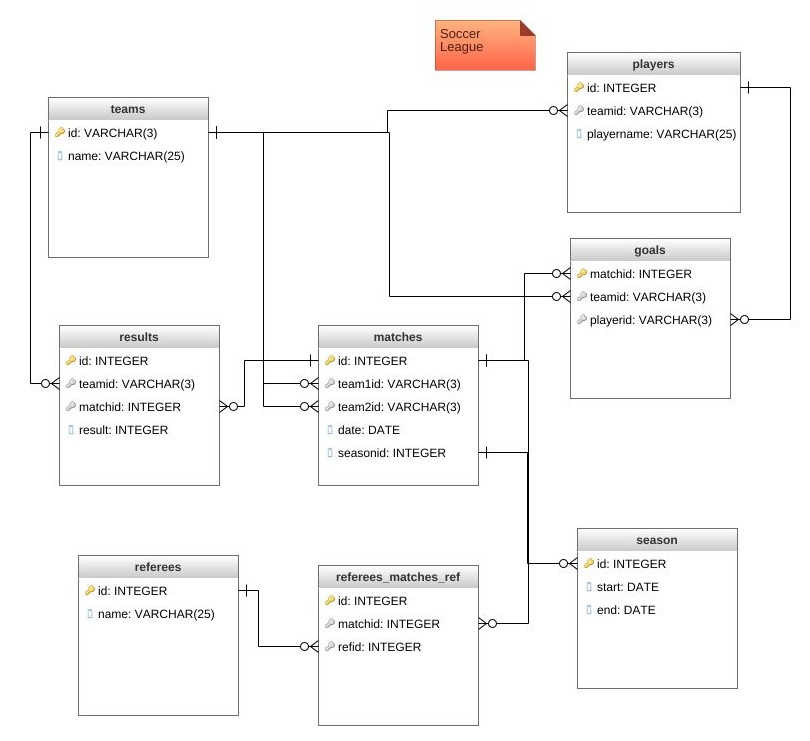 Soccer
League
players
id: INTEGER
teamid: VARCHAR(3)
playername: VARCHAR(25)
teams
id: VARCHAR(3)
name: VARCHAR(25)
goals
matchid: INTEGER
teamid: VARCHAR(3)
playerid: VARCHAR(3)
results
id: INTEGER
teamid: VARCHAR(3)
matchid: INTEGER
result: INTEGER
matches
id: INTEGER
team1id: VARCHAR(3)
team2id: VARCHAR(3)
date: DATE
seasonid: INTEGER
season
id: INTEGER
start: DATE
end: DATE
referees
id: INTEGER
name: VARCHAR(25)
referees_matches_ref
id: INTEGER
matchid: INTEGER
refid: INTEGER